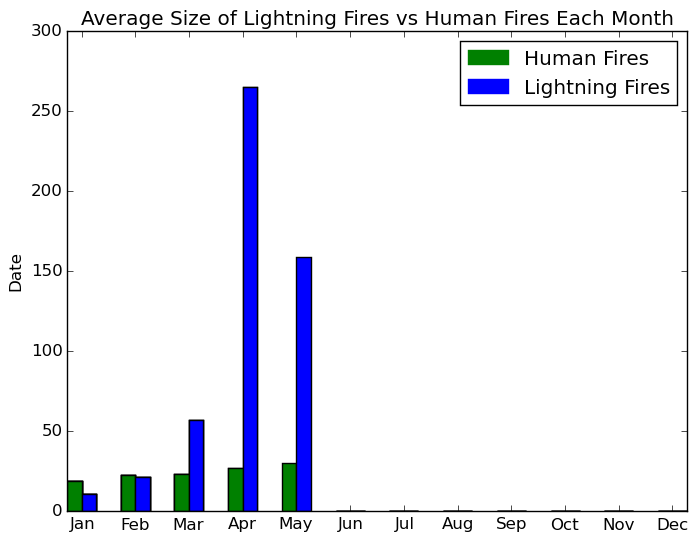 Average Size of Lightning Fires vs Human Fires Each Month
Human Fires
Lightning Fires
Date
300
250
200
150
100
50
0
Jan Feb Mar Apr May Jun Jul Aug Sep Oct Nov Dec